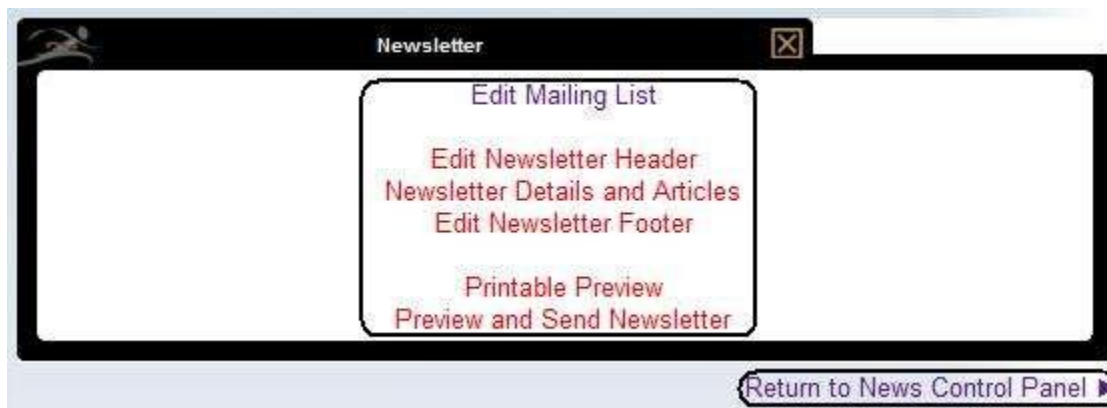 Newsletter
Edit Mailing List
Edit Newsletter Header
Newsletter Details and Articles
Edit Newsletter Footer
Printable Preview
Preview and Send Newsletter
Return to News Control Panel